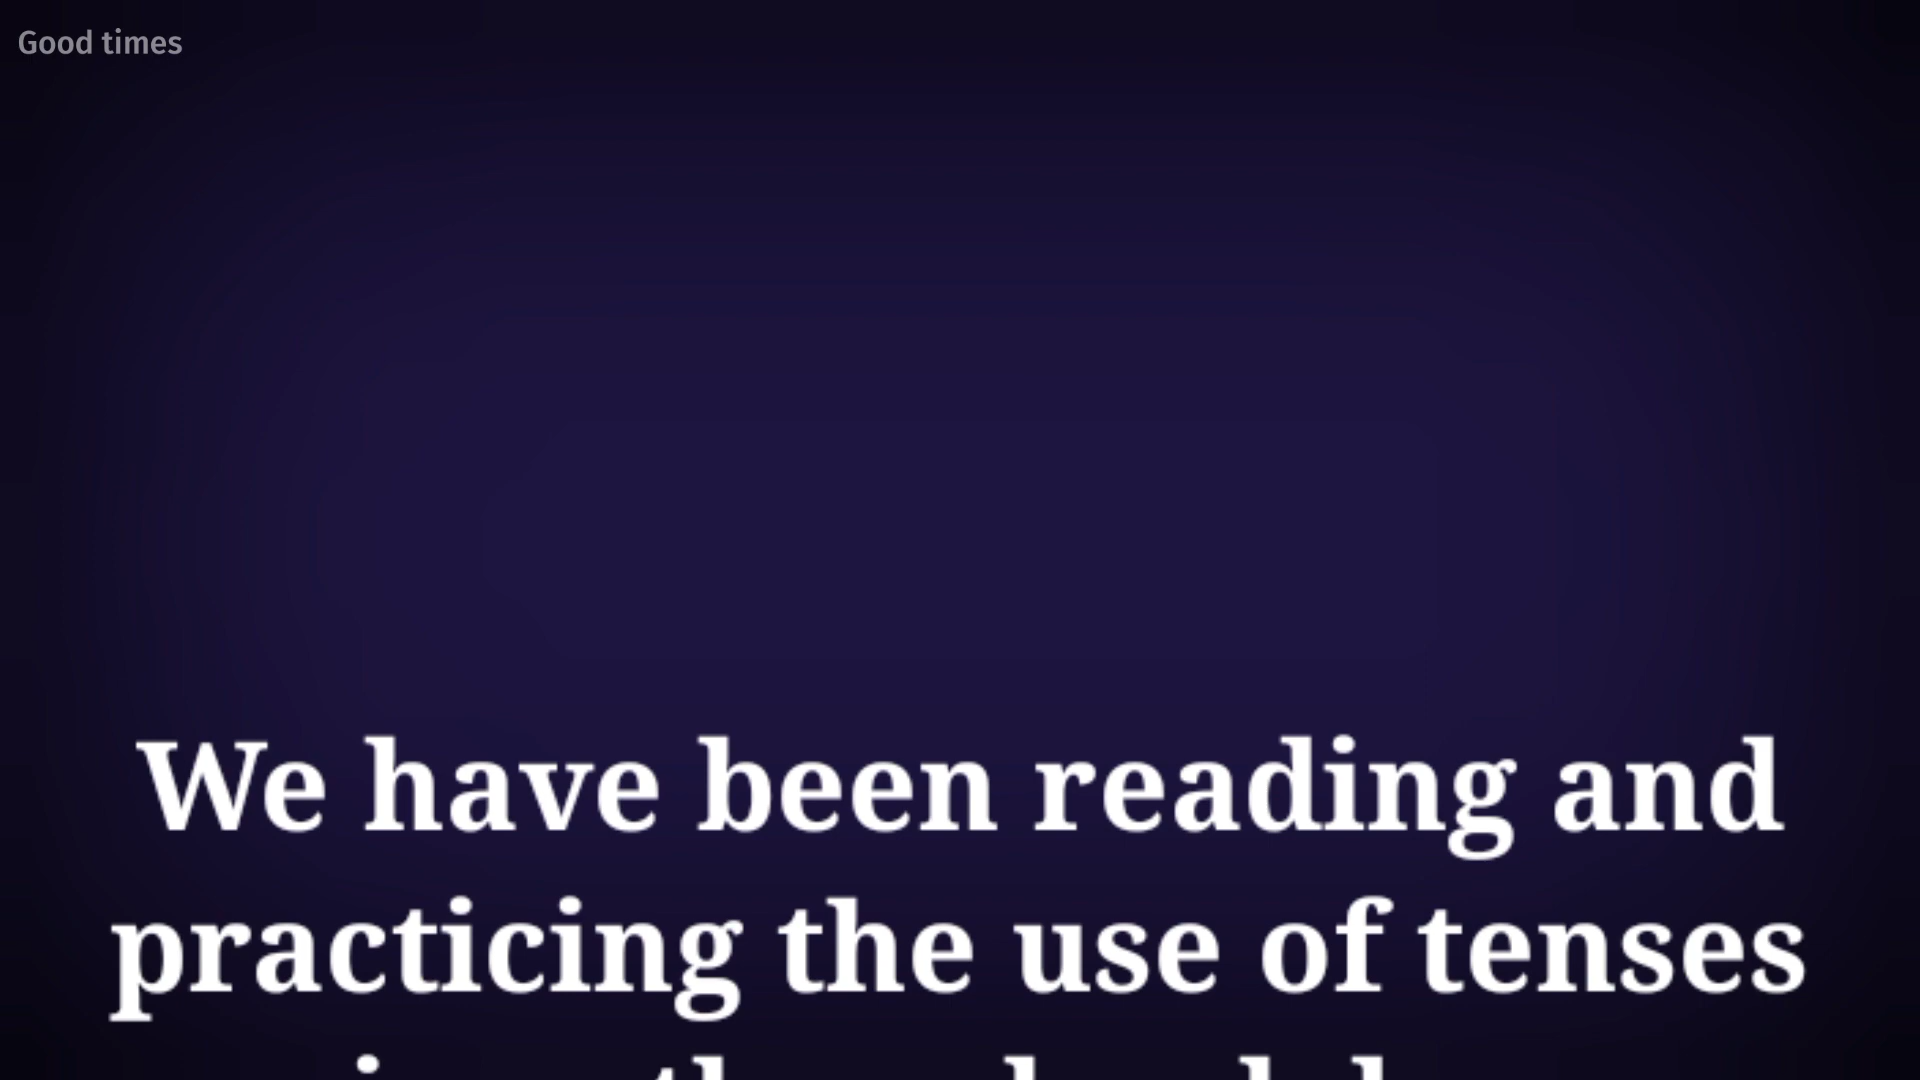 Good times
We have been reading and
practicing the use of tenses